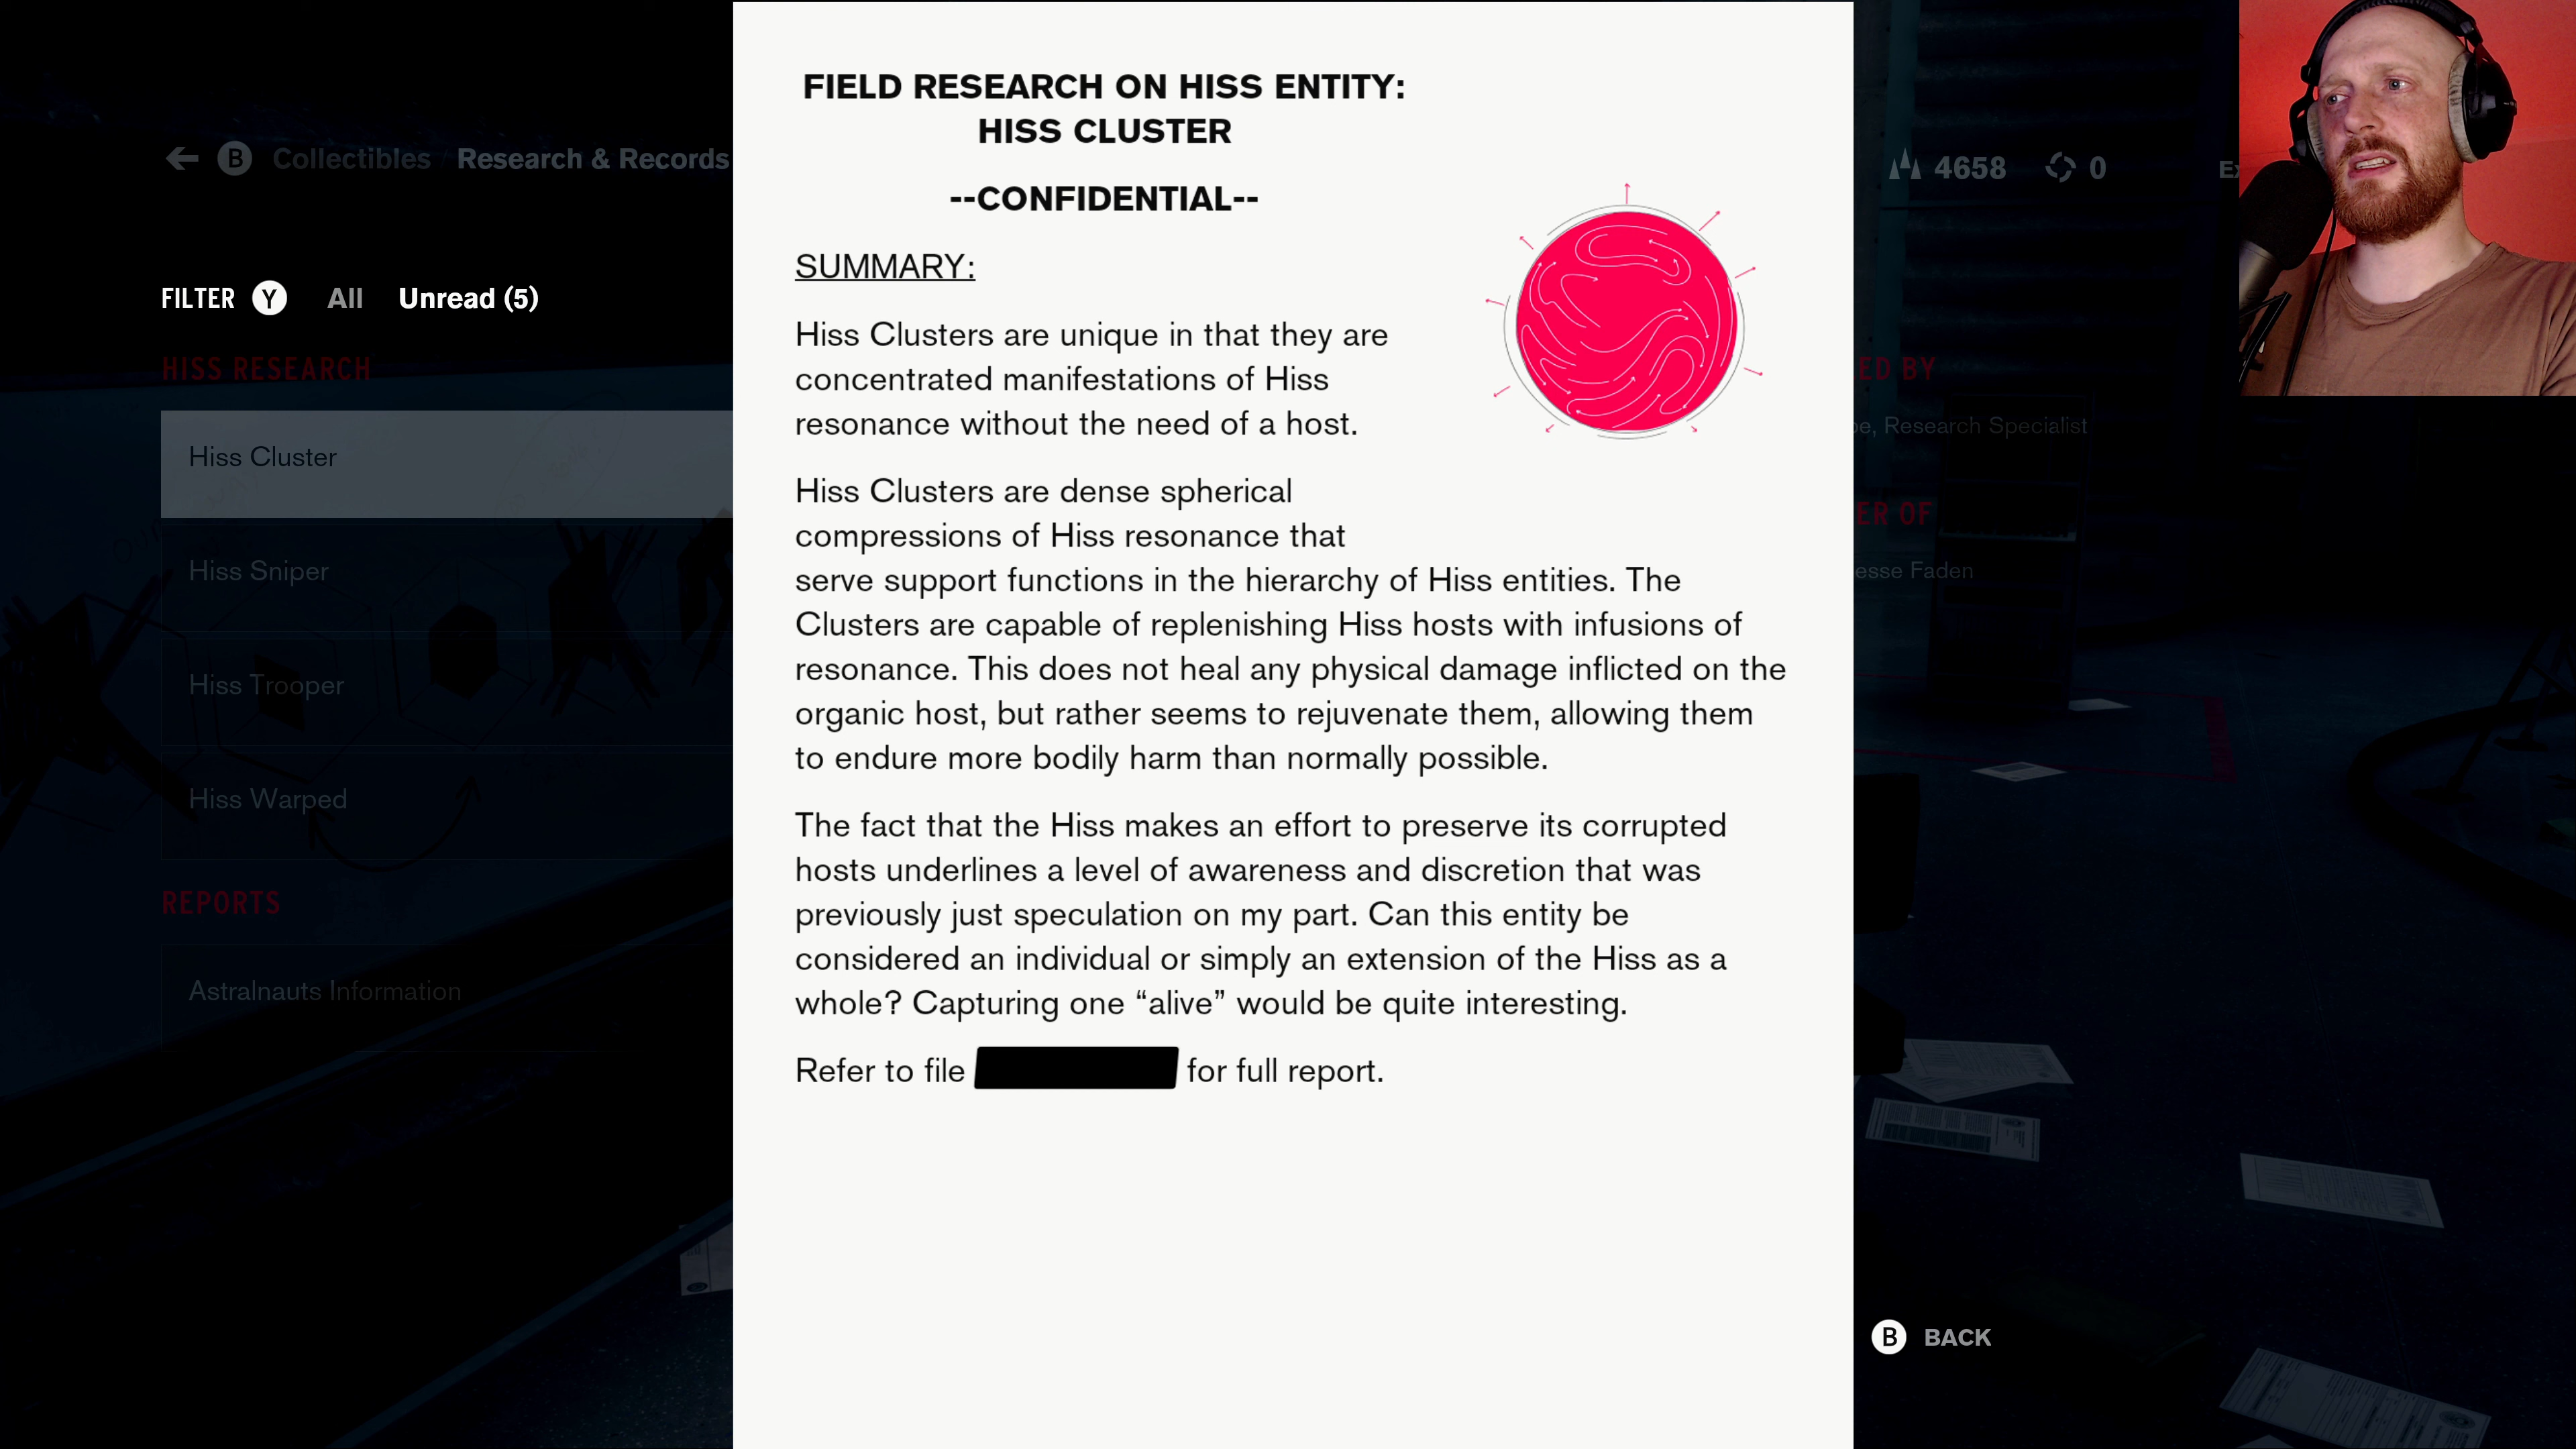 FIELD RESEARCH ON HISS ENTITY:
HISS CLUSTER
--CONFIDENTIAL--
SUMMARY:
Hiss Clusters are unique in that they are
concentrated manifestations of Hiss
resonance without the need of a host.
Hiss Clusters are dense spherical
compressions of Hiss resonance that
serve support functions in the hierarchy of Hiss entities. The
Clusters are capable of replenishing Hiss hosts with infusions of
resonance. This does not heal any physical damage inflicted on the
organic host, but rather seems to rejuvenate them, allowing them
to endure more bodily harm than normally possible.
The fact that the Hiss makes an effort to preserve its corrupted
hosts underlines a level of awareness and discretion that was
previously just speculation on my part. Can this entity be
considered an individual or simply an extension of the Hiss as a
whole? Capturing one “alive” would be quite interesting.
Refer to file for full report.
B Collectibles / Research & Records
FILTER Y All Unread (5)
HISS RESEARCH
Hiss Cluster
Hiss Sniper
Hiss Trooper
Hiss Warped
REPORTS
Astralnauts Information
4658 0
ED BY
pe, Research Specialist
ER OF
esse Faden
B BACK